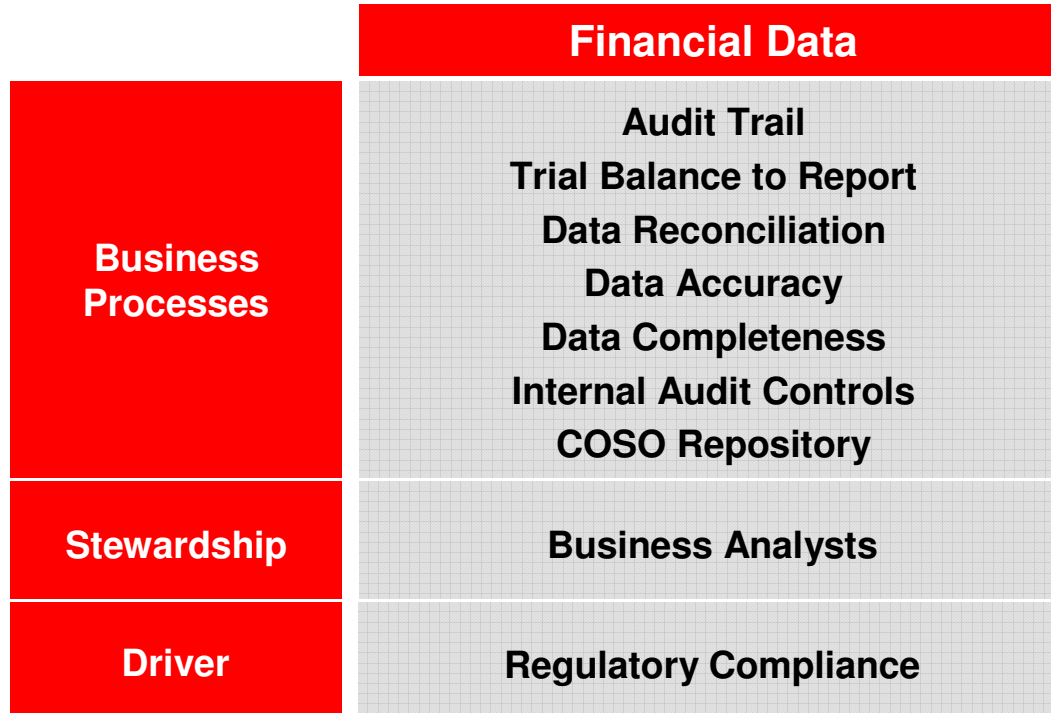 Financial Data
Business
Processes
Audit Trail
Trial Balance to Report
Data Reconciliation
Data Accuracy
Data Completeness
Internal Audit Controls
COSO Repository
Stewardship
Business Analysts
Driver
Regulatory Compliance